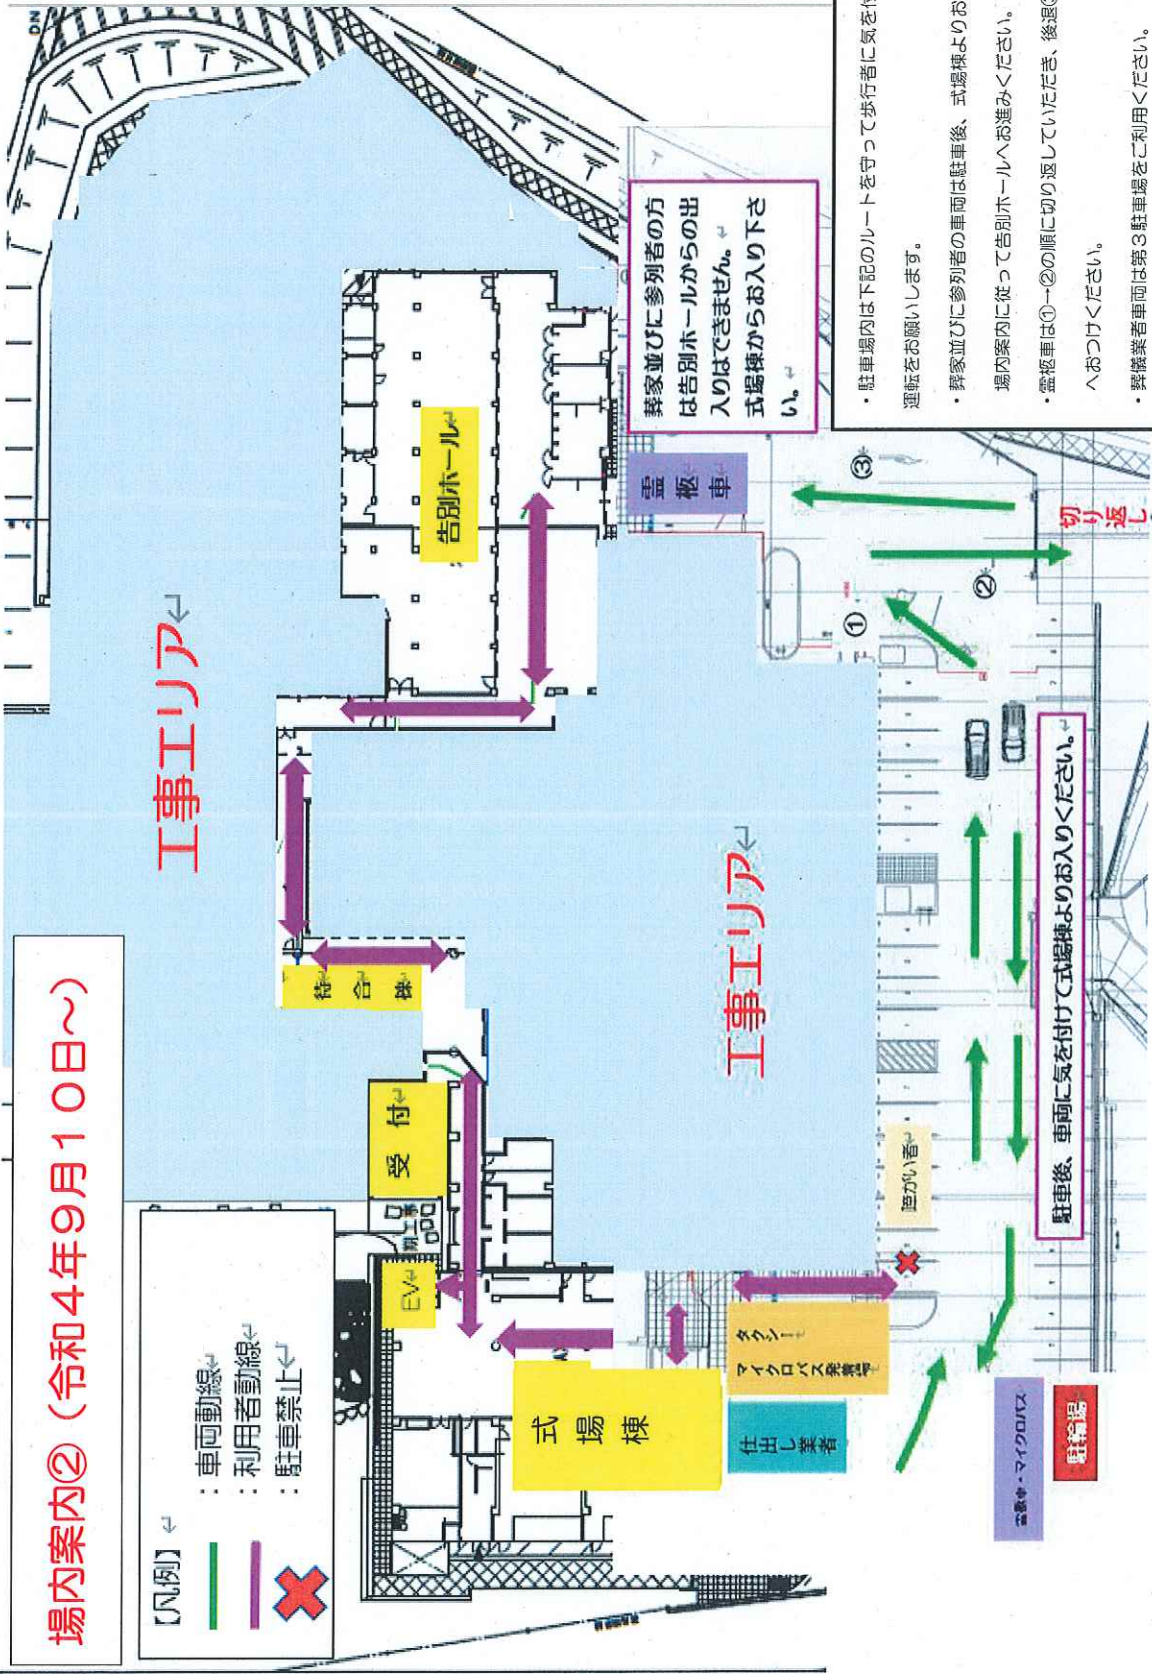 場内案内②（令和4年9月10日～）
【凡例】
：車両動線
：利用者動線
：駐車禁止
工事エリア
工事エリア
告別ホール
待合棟
受付
EV
式場棟
タクシー
マイクロバス発着場
仕出し業者
障がい者
霊柩車
霊柩車・マイクロバス
駐輪場
葬家並びに参列者の方
は告別ホールからの出
入りはできません。
式場棟からお入り下さ
い。
駐車後、車両に気を付けて式場棟よりお入りください。
①
②
③
切り返し
・駐車場内は下記のルートを守って歩行者に気を付
運転をお願いします。
・葬家並びに参列者の車両は駐車後、式場棟よりお
場内案内に従って告別ホールへお進みください。
・霊柩車は①→②の順に切り返していただき、後退③
へおつけください。
・葬儀業者車両は第3駐車場をご利用ください。
DN